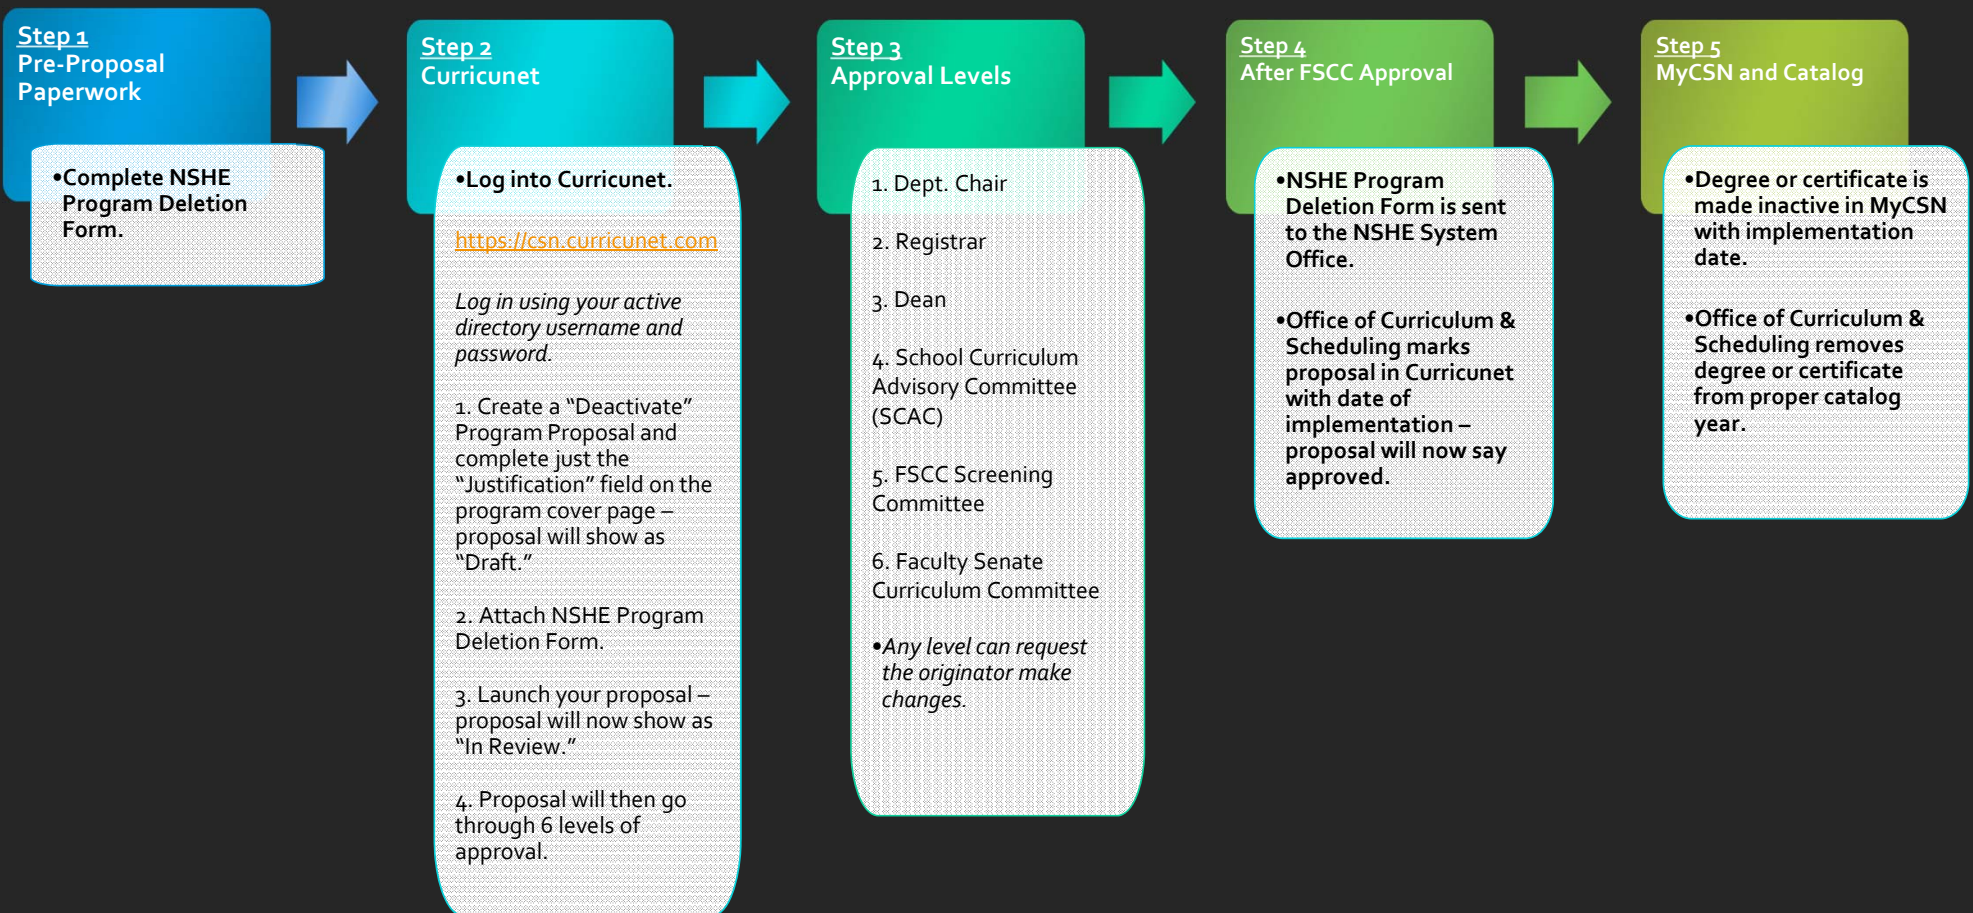 Step 1
Pre-Proposal
Paperwork
•Complete NSHE
Program Deletion
Form.
Step 2
Curricunet
•Log into Curricunet.
https://csn.curricunet.com
Log in using your active
directory username and
password.
1. Create a “Deactivate”
Program Proposal and
complete just the
“Justification” field on the
program cover page –
proposal will show as
“Draft.”
2. Attach NSHE Program
Deletion Form.
3. Launch your proposal –
proposal will now show as
“In Review.”
4. Proposal will then go
through 6 levels of
approval.
Step 3
Approval Levels
1. Dept. Chair
2. Registrar
3. Dean
4. School Curriculum
Advisory Committee
(SCAC)
5. FSCC Screening
Committee
6. Faculty Senate
Curriculum Committee
•Any level can request
the originator make
changes.
Step 4
After FSCC Approval
•NSHE Program
Deletion Form is sent
to the NSHE System
Office.
•Office of Curriculum &
Scheduling marks
proposal in Curricunet
with date of
implementation –
proposal will now say
approved.
Step 5
MyCSN and Catalog
•Degree or certificate is
made inactive in MyCSN
with implementation
date.
•Office of Curriculum &
Scheduling removes
degree or certificate
from proper catalog
year.